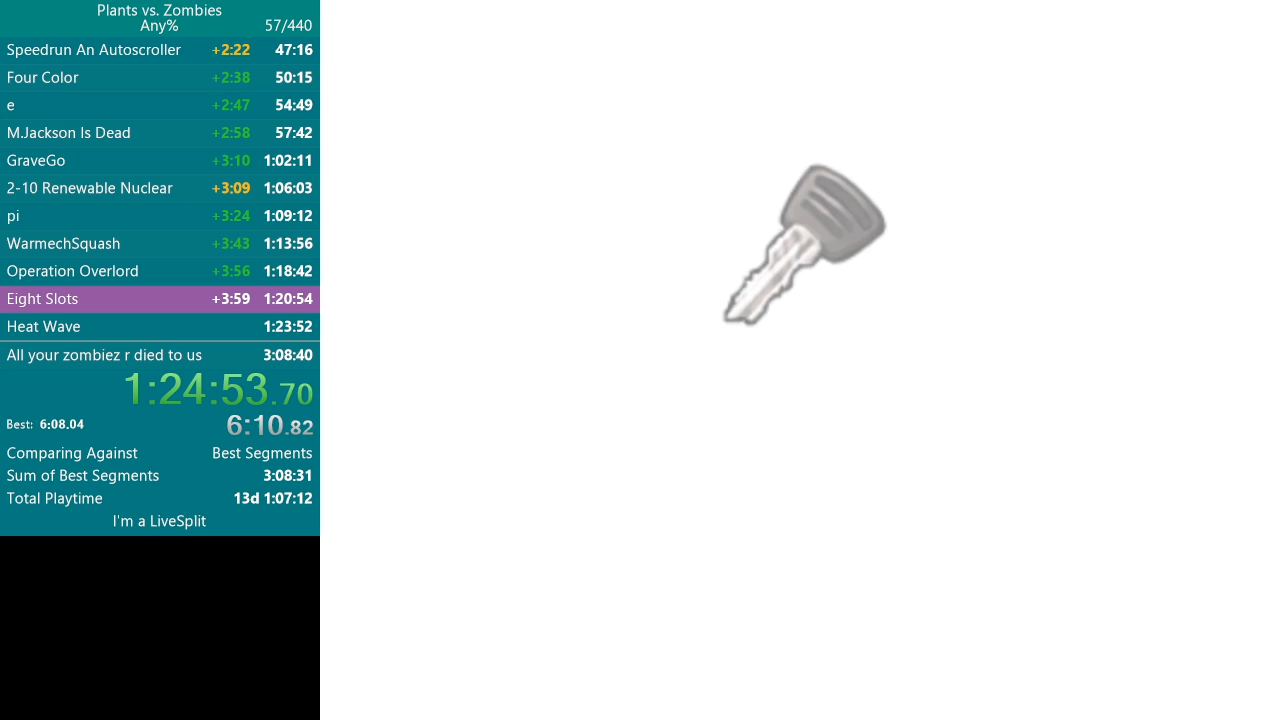 Plants vs. Zombies
Any% 57/440
Speedrun An Autoscroller +2:22 47:16
Four Color +2:38 50:15
e +2:47 54:49
M.Jackson Is Dead +2:58 57:42
GraveGo +3:10 1:02:11
2-10 Renewable Nuclear +3:09 1:06:03
pi +3:24 1:09:12
WarmechSquash +3:43 1:13:56
Operation Overlord +3:56 1:18:42
Eight Slots +3:59 1:20:54
Heat Wave 1:23:52
All your zombiez r died to us 3:08:40
1:24:53.70
Best: 6:08.04 6:10.82
Comparing Against Best Segments
Sum of Best Segments 3:08:31
Total Playtime 13d 1:07:12
I'm a LiveSplit